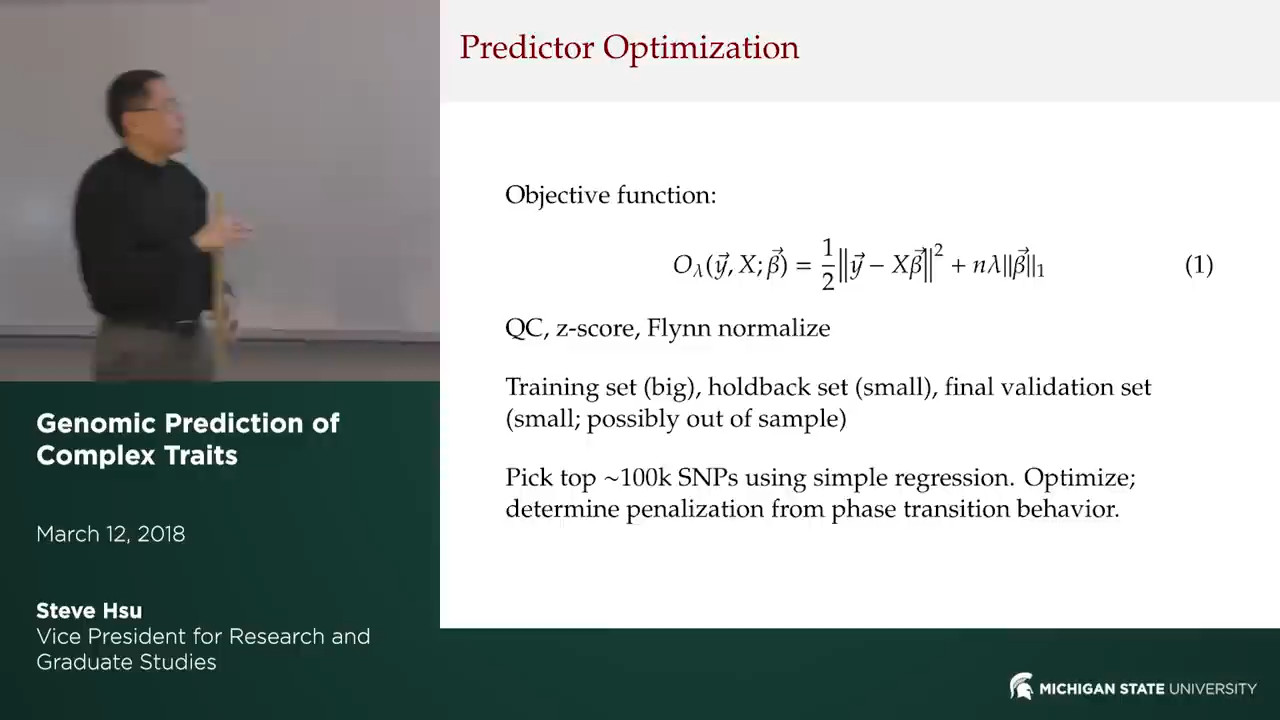 Predictor Optimization
Objective function:
O_λ(y⃗, X; β⃗) = 1/2 ||y⃗ − Xβ⃗||² + nλ||β⃗||₁ (1)
QC, z-score, Flynn normalize
Training set (big), holdback set (small), final validation set
(small; possibly out of sample)
Pick top ~100k SNPs using simple regression. Optimize;
determine penalization from phase transition behavior.
Genomic Prediction of
Complex Traits
March 12, 2018
Steve Hsu
Vice President for Research and
Graduate Studies
MICHIGAN STATE UNIVERSITY